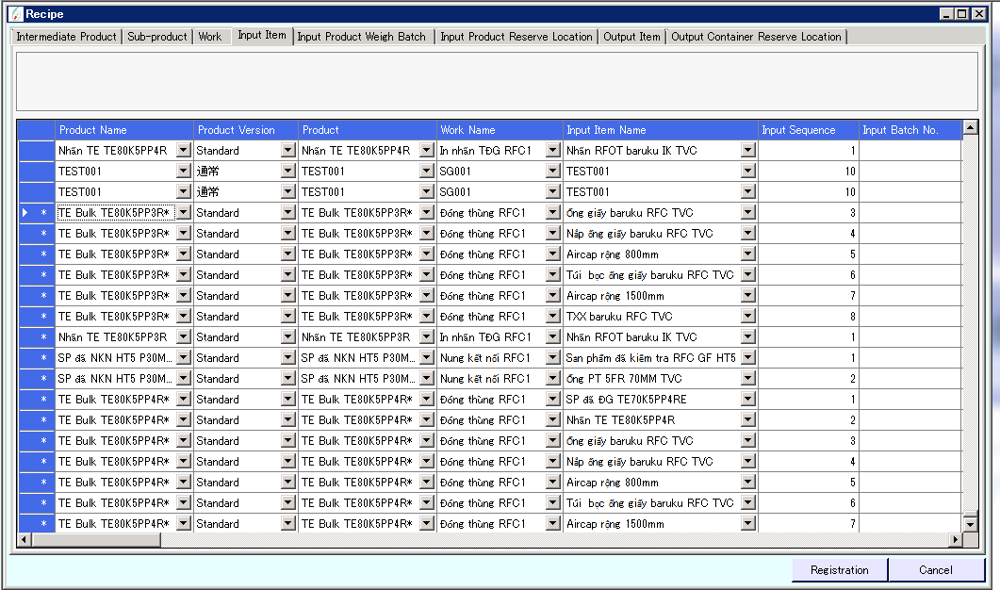 Recipe
Intermediate Product Sub-product Work Input Item Input Product Weigh Batch Input Product Reserve Location Output Item Output Container Reserve Location
Product Name Product Version Product Work Name Input Item Name Input Sequence Input Batch No.
Nhãn TE TE80K5PP4R Standard Nhãn TE TE80K5PP4R In nhãn TĐG RFC1 Nhãn RFOT baruku IK TVC 1
TEST001 通常 TEST001 SG001 TEST001 10
TEST001 通常 TEST001 SG001 TEST001 10
* TE Bulk TE80K5PP3R* Standard TE Bulk TE80K5PP3R* Đóng thùng RFC1 Ống giấy baruku RFC TVC 3
* TE Bulk TE80K5PP3R* Standard TE Bulk TE80K5PP3R* Đóng thùng RFC1 Nắp ống giấy baruku RFC TVC 4
* TE Bulk TE80K5PP3R* Standard TE Bulk TE80K5PP3R* Đóng thùng RFC1 Aircap rộng 800mm 5
* TE Bulk TE80K5PP3R* Standard TE Bulk TE80K5PP3R* Đóng thùng RFC1 Túi bọc ống giấy baruku RFC TVC 6
* TE Bulk TE80K5PP3R* Standard TE Bulk TE80K5PP3R* Đóng thùng RFC1 Aircap rộng 1500mm 7
* TE Bulk TE80K5PP3R* Standard TE Bulk TE80K5PP3R* Đóng thùng RFC1 TXX baruku RFC TVC 8
* Nhãn TE TE80K5PP3R Standard Nhãn TE TE80K5PP3R In nhãn TĐG RFC1 Nhãn RFOT baruku IK TVC 1
* SP đã NKN HT5 P30M... Standard SP đã NKN HT5 P30M... Nung kết nối RFC1 Sản phẩm đã kiểm tra RFC GF HT5 1
* SP đã NKN HT5 P30M... Standard SP đã NKN HT5 P30M... Nung kết nối RFC1 Ống PT 5FR 70MM TVC 2
* TE Bulk TE80K5PP4R* Standard TE Bulk TE80K5PP4R* Đóng thùng RFC1 SP đã ĐG TE70K5PP4RE 1
* TE Bulk TE80K5PP4R* Standard TE Bulk TE80K5PP4R* Đóng thùng RFC1 Nhãn TE TE80K5PP4R 2
* TE Bulk TE80K5PP4R* Standard TE Bulk TE80K5PP4R* Đóng thùng RFC1 Ống giấy baruku RFC TVC 3
* TE Bulk TE80K5PP4R* Standard TE Bulk TE80K5PP4R* Đóng thùng RFC1 Nắp ống giấy baruku RFC TVC 4
* TE Bulk TE80K5PP4R* Standard TE Bulk TE80K5PP4R* Đóng thùng RFC1 Aircap rộng 800mm 5
* TE Bulk TE80K5PP4R* Standard TE Bulk TE80K5PP4R* Đóng thùng RFC1 Túi bọc ống giấy baruku RFC TVC 6
* TE Bulk TE80K5PP4R* Standard TE Bulk TE80K5PP4R* Đóng thùng RFC1 Aircap rộng 1500mm 7
Registration Cancel